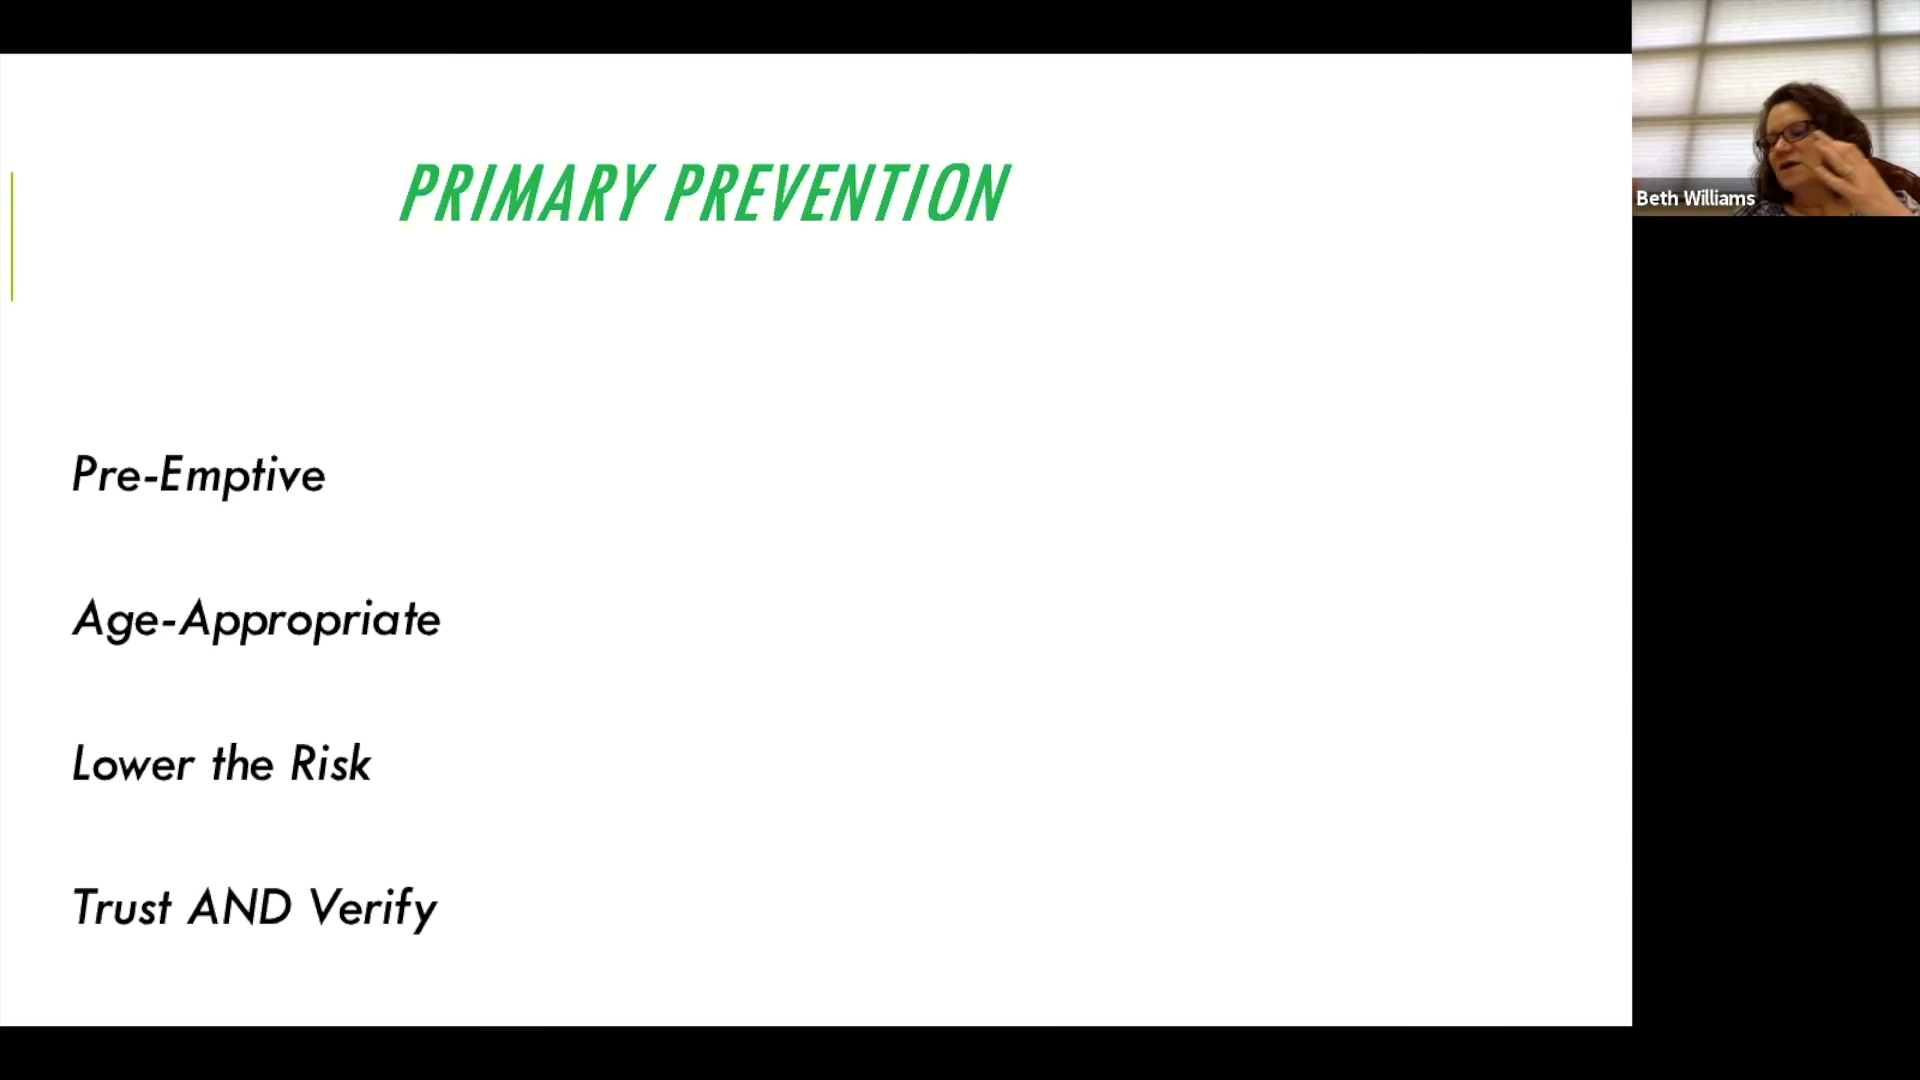 PRIMARY PREVENTION
Beth Williams
Pre-Emptive
Age-Appropriate
Lower the Risk
Trust AND Verify